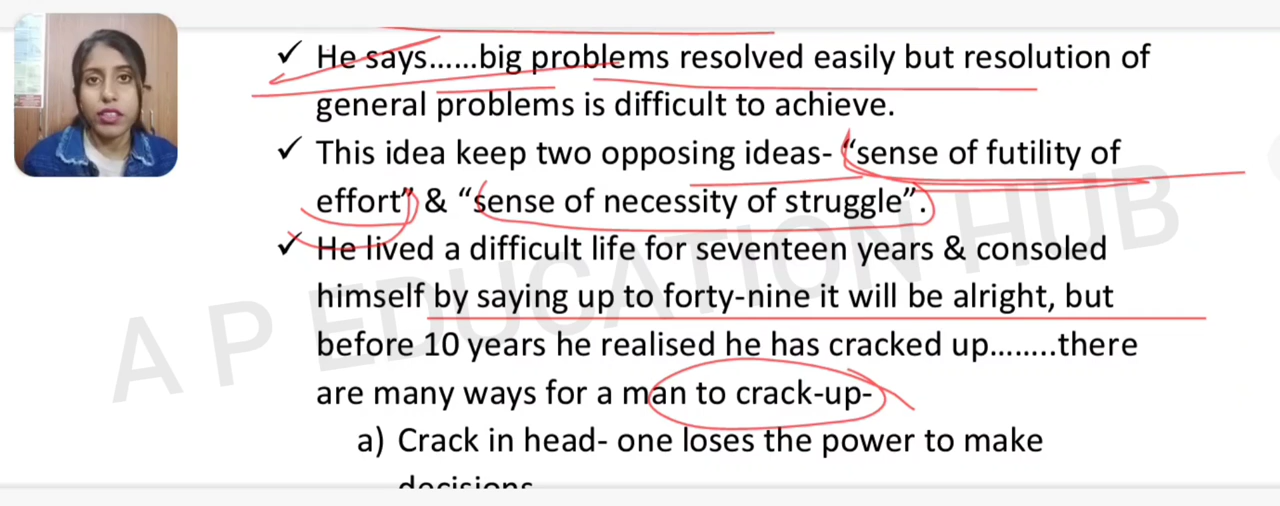 ✓ He says......big problems resolved easily but resolution of
general problems is difficult to achieve.
✓ This idea keep two opposing ideas- “sense of futility of
effort” & “sense of necessity of struggle”.
✓ He lived a difficult life for seventeen years & consoled
himself by saying up to forty-nine it will be alright, but
before 10 years he realised he has cracked up........there
are many ways for a man to crack-up-
a) Crack in head- one loses the power to make
decisions
A P EDUCATION HUB